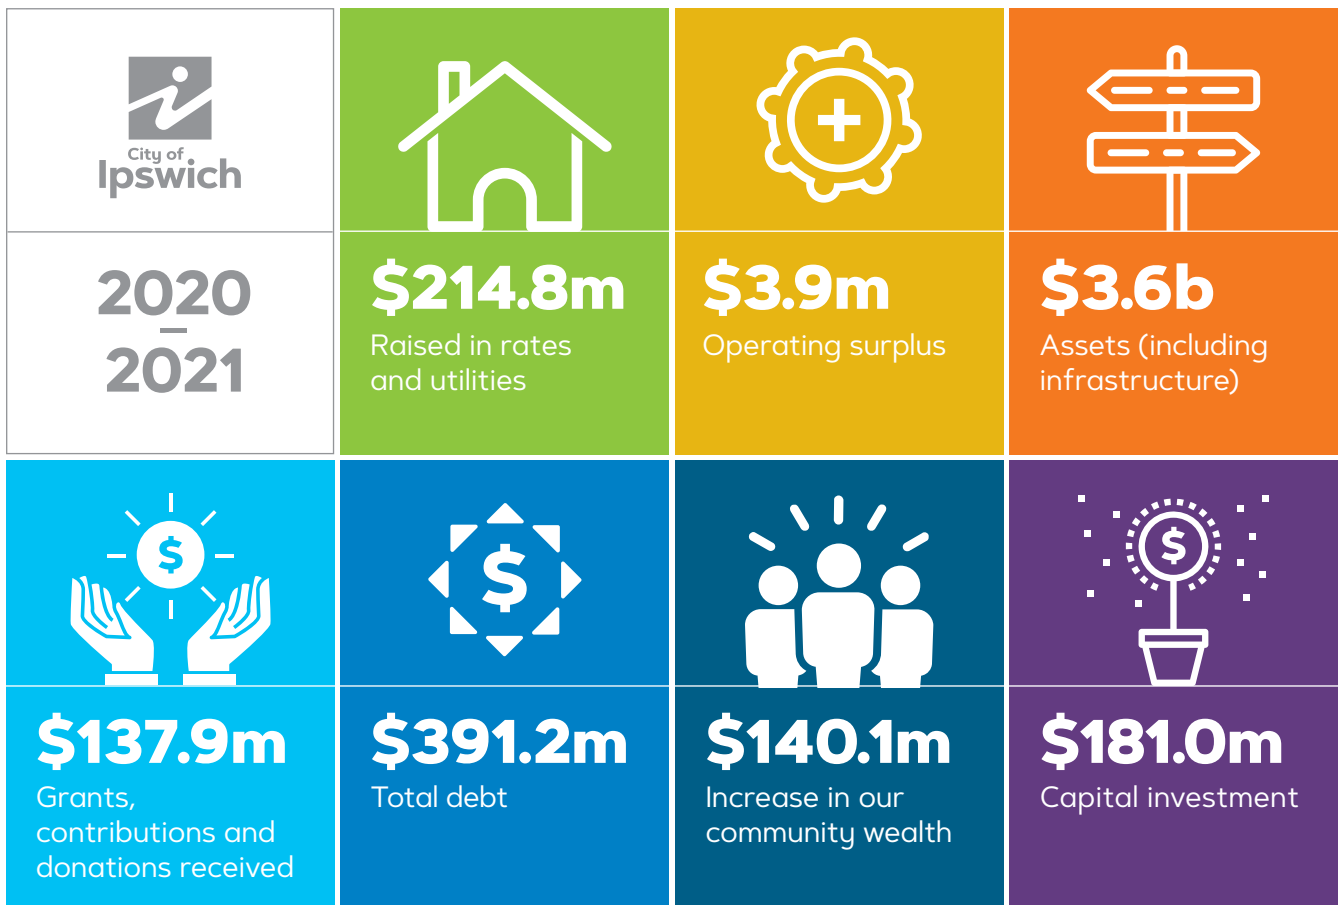 City of
Ipswich
2020
–
2021
$214.8m
Raised in rates
and utilities
$3.9m
Operating surplus
$3.6b
Assets (including
infrastructure)
$
$137.9m
Grants,
contributions and
donations received
$
$391.2m
Total debt
$140.1m
Increase in our
community wealth
$
$181.0m
Capital investment